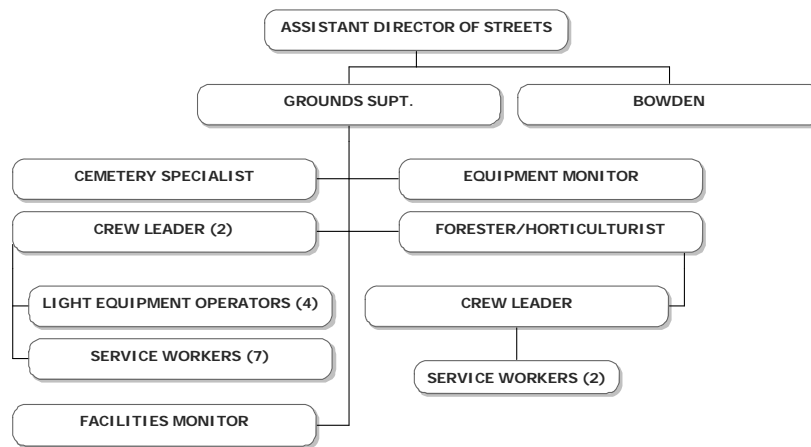 ASSISTANT DIRECTOR OF STREETS
GROUNDS SUPT.
BOWDEN
CEMETERY SPECIALIST
EQUIPMENT MONITOR
CREW LEADER (2)
FORESTER/HORTICULTURIST
LIGHT EQUIPMENT OPERATORS (4)
CREW LEADER
SERVICE WORKERS (7)
SERVICE WORKERS (2)
FACILITIES MONITOR